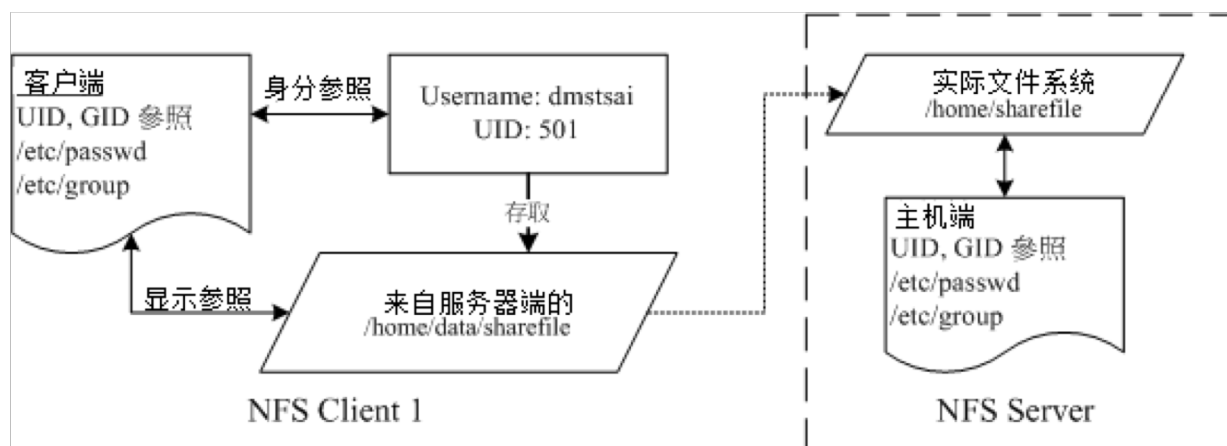 客户端
UID, GID 參照
/etc/passwd
/etc/group
身分参照
Username: dmstsai
UID: 501
存取
显示参照
来自服务器端的
/home/data/sharefile
NFS Client 1
实际文件系统
/home/sharefile
主机端
UID, GID 參照
/etc/passwd
/etc/group
NFS Server